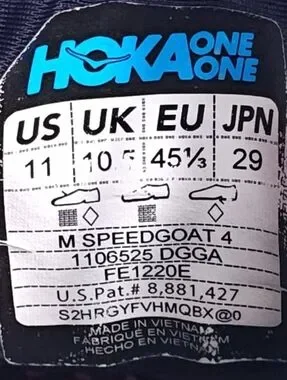 HOKA ONE ONE
US UK EU JPN
11 10.5 45⅓ 29
M SPEEDGOAT 4
1106525 DGGA
FE1220E
U.S.Pat.# 8,881,427
S2HRGYFVHMQBX@0
MADE IN VIETNAM
FABRIQUÉ EN VIETNAM
HECHO EN VIETNAM